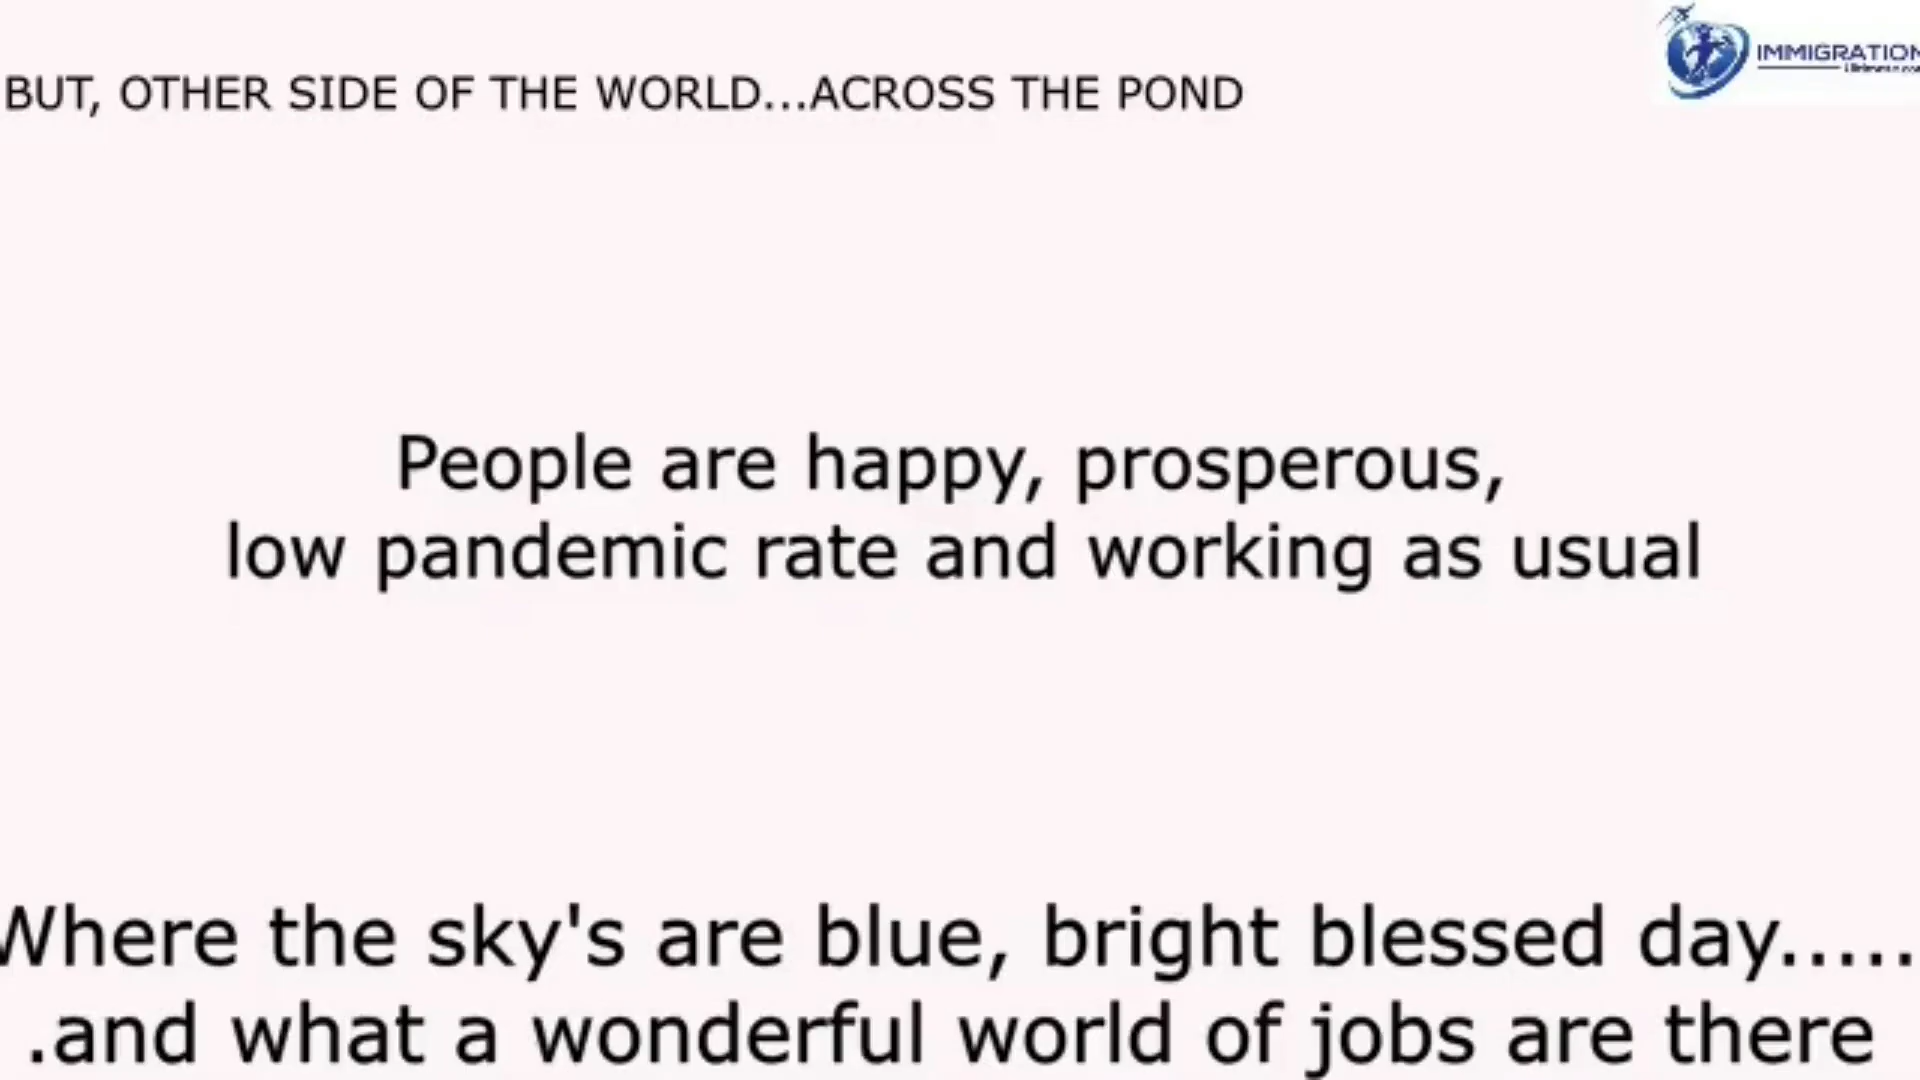 IMMIGRATION
BUT, OTHER SIDE OF THE WORLD...ACROSS THE POND
People are happy, prosperous,
low pandemic rate and working as usual
Where the sky's are blue, bright blessed day.....
.and what a wonderful world of jobs are there